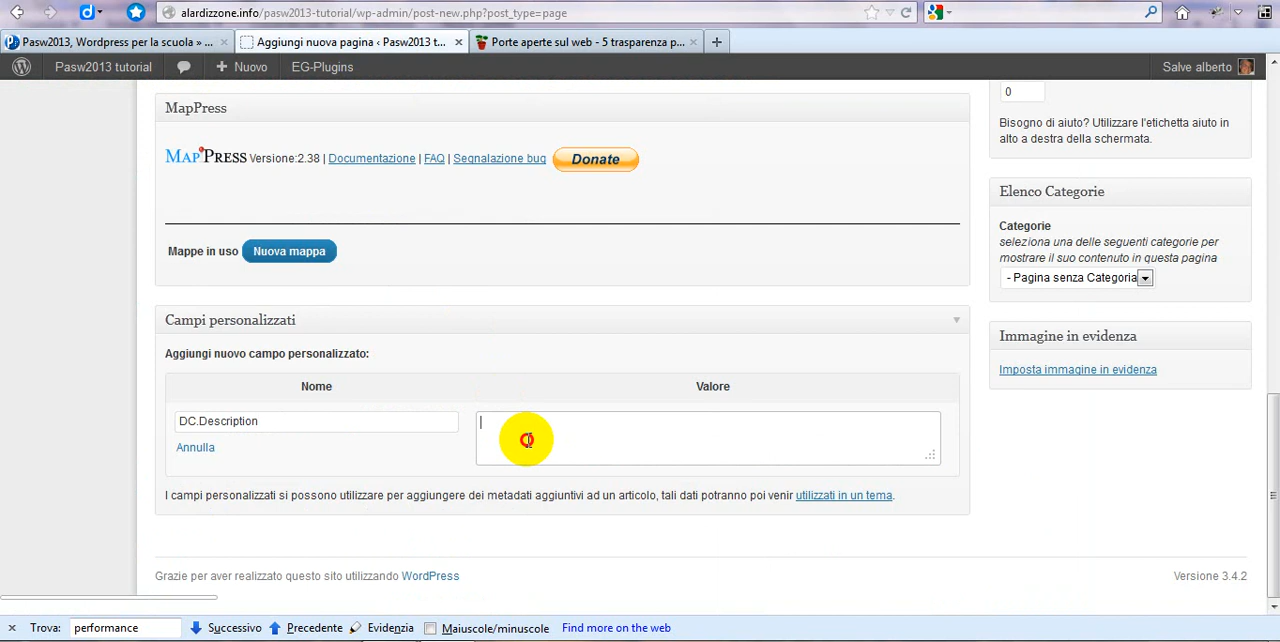 alardizzone.info/pasw2013-tutorial/wp-admin/post-new.php?post_type=page
Pasw2013, Wordpress per la scuola » ...
Aggiungi nuova pagina ‹ Pasw2013 t...
Porte aperte sul web - 5 trasparenza p...
Pasw2013 tutorial
Nuovo
EG-Plugins
Salve alberto
MapPress
MAPPRESS Versione:2.38 | Documentazione | FAQ | Segnalazione bug Donate
Mappe in uso Nuova mappa
Campi personalizzati
Aggiungi nuovo campo personalizzato:
Nome Valore
DC.Description
Annulla
I campi personalizzati si possono utilizzare per aggiungere dei metadati aggiuntivi ad un articolo, tali dati potranno poi venir utilizzati in un tema.
0
Bisogno di aiuto? Utilizzare l'etichetta aiuto in
alto a destra della schermata.
Elenco Categorie
Categorie
seleziona una delle seguenti categorie per
mostrare il suo contenuto in questa pagina
- Pagina senza Categoria
Immagine in evidenza
Imposta immagine in evidenza
Grazie per aver realizzato questo sito utilizzando WordPress
Versione 3.4.2
Trova: performance Successivo Precedente Evidenzia Maiuscole/minuscole Find more on the web